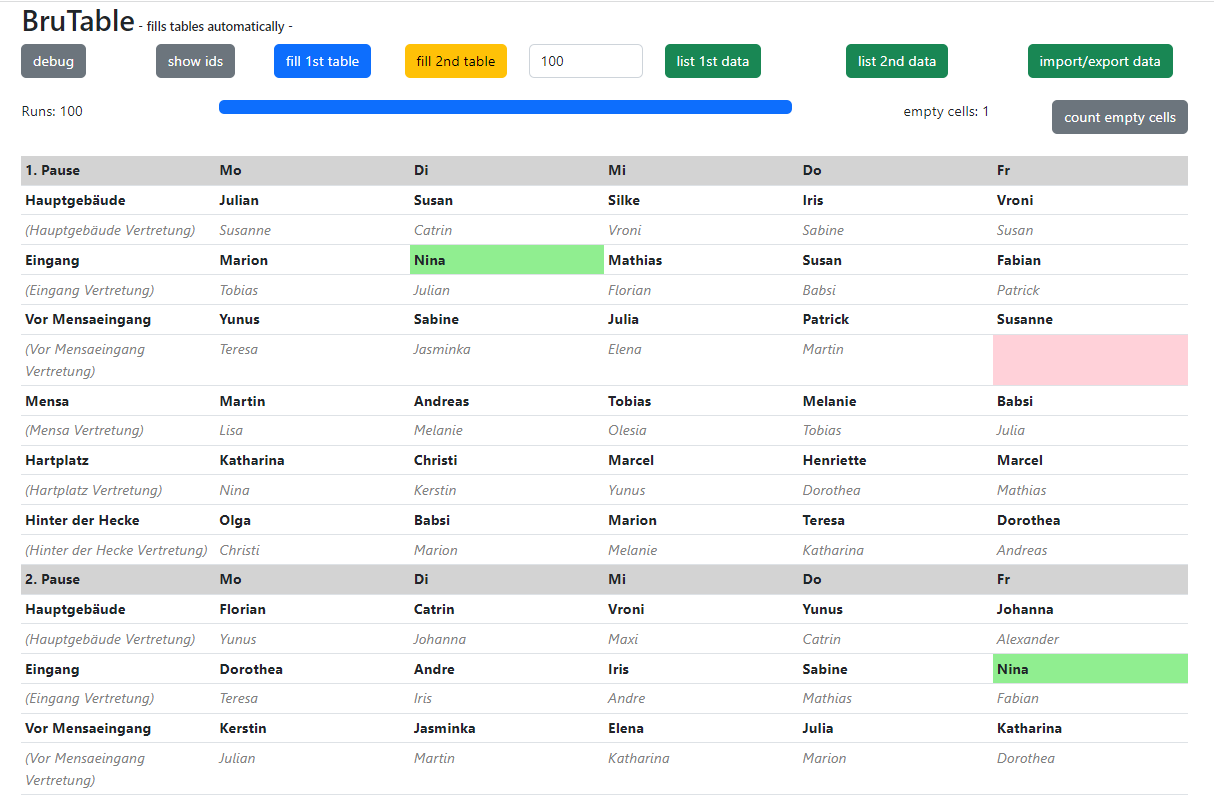 BruTable - fills tables automatically -
debug show ids fill 1st table fill 2nd table 100 list 1st data list 2nd data import/export data
Runs: 100 empty cells: 1 count empty cells
1. Pause Mo Di Mi Do Fr
Hauptgebäude Julian Susan Silke Iris Vroni
(Hauptgebäude Vertretung) Susanne Catrin Vroni Sabine Susan
Eingang Marion Nina Mathias Susan Fabian
(Eingang Vertretung) Tobias Julian Florian Babsi Patrick
Vor Mensaeingang Yunus Sabine Julia Patrick Susanne
(Vor Mensaeingang Teresa Jasminka Elena Martin
Vertretung)
Mensa Martin Andreas Tobias Melanie Babsi
(Mensa Vertretung) Lisa Melanie Olesia Tobias Julia
Hartplatz Katharina Christi Marcel Henriette Marcel
(Hartplatz Vertretung) Nina Kerstin Yunus Dorothea Mathias
Hinter der Hecke Olga Babsi Marion Teresa Dorothea
(Hinter der Hecke Vertretung) Christi Marion Melanie Katharina Andreas
2. Pause Mo Di Mi Do Fr
Hauptgebäude Florian Catrin Vroni Yunus Johanna
(Hauptgebäude Vertretung) Yunus Johanna Maxi Catrin Alexander
Eingang Dorothea Andre Iris Sabine Nina
(Eingang Vertretung) Teresa Iris Andre Mathias Fabian
Vor Mensaeingang Kerstin Jasminka Elena Julia Katharina
(Vor Mensaeingang Julian Martin Katharina Marion Dorothea
Vertretung)